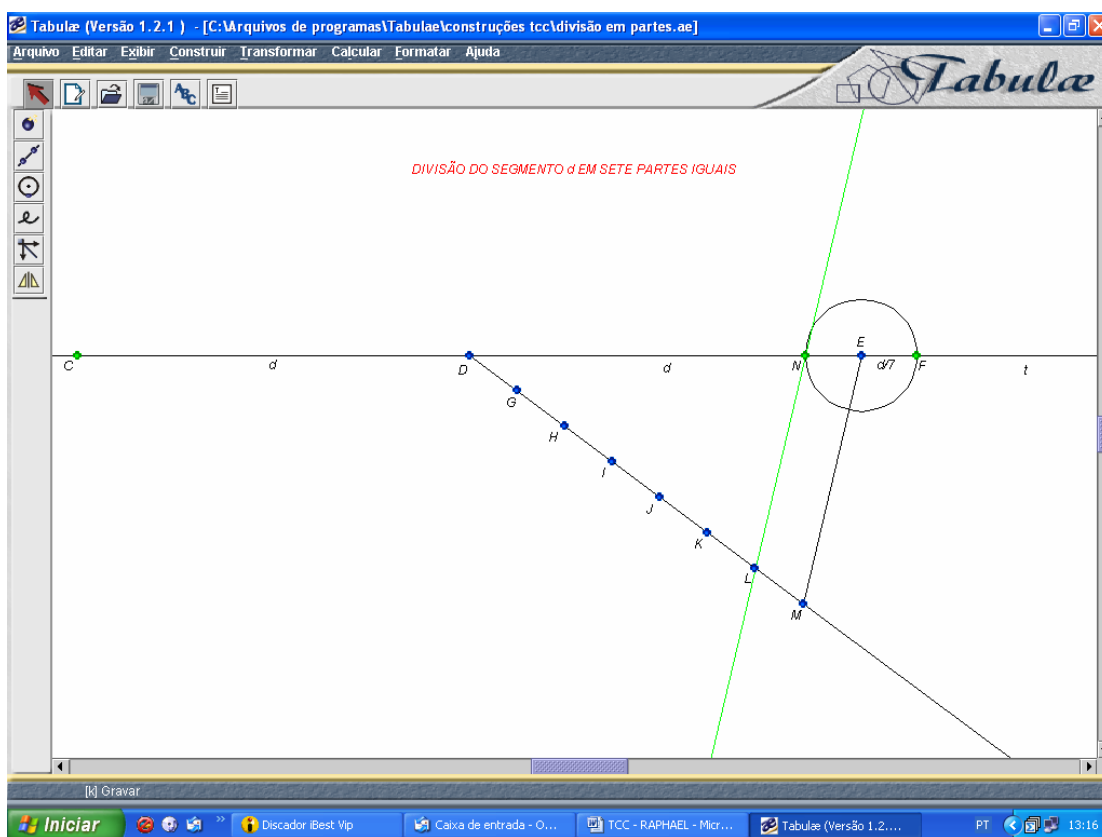 Tabulæ (Versão 1.2.1 ) - [C:\Arquivos de programas\Tabulae\construções tcc\divisão em partes.ae]
Arquivo Editar Exibir Construir Transformar Calcular Formatar Ajuda
Tabulæ
ABC
DIVISÃO DO SEGMENTO d EM SETE PARTES IGUAIS
E
C d D d N d/7 F t
G
H
I
J
K
L
M
[k] Gravar
Iniciar » Discador iBest Vip Caixa de entrada - O... TCC - RAPHAEL - Micr... Tabulæ (Versão 1.2.... PT 13:16